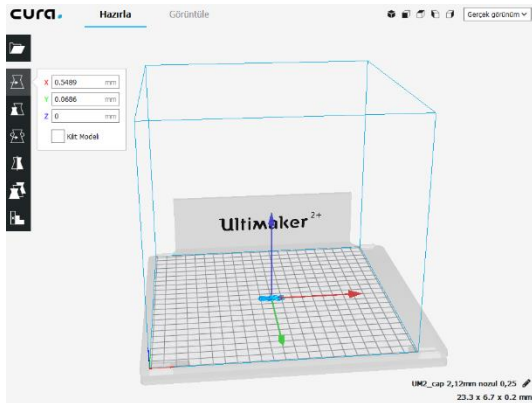 cura.
Hazırla
Görüntüle
Gerçek görünüm
X 0.5489 mm
Y 0.0686 mm
Z 0 mm
Kilit Modeli
Ultimaker 2+
UM2_cap 2,12mm nozul 0,25
23.3 x 6.7 x 0.2 mm